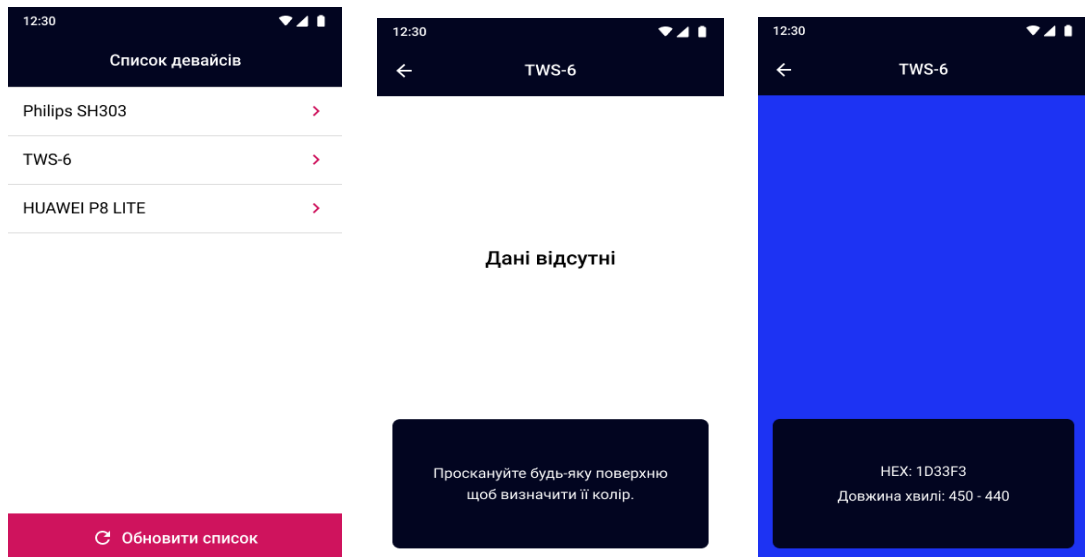 12:30
Список девайсів
Philips SH303
TWS-6
HUAWEI P8 LITE
Обновити список
12:30
TWS-6
Дані відсутні
Проскануйте будь-яку поверхню
щоб визначити її колір.
12:30
TWS-6
HEX: 1D33F3
Довжина хвилі: 450 - 440